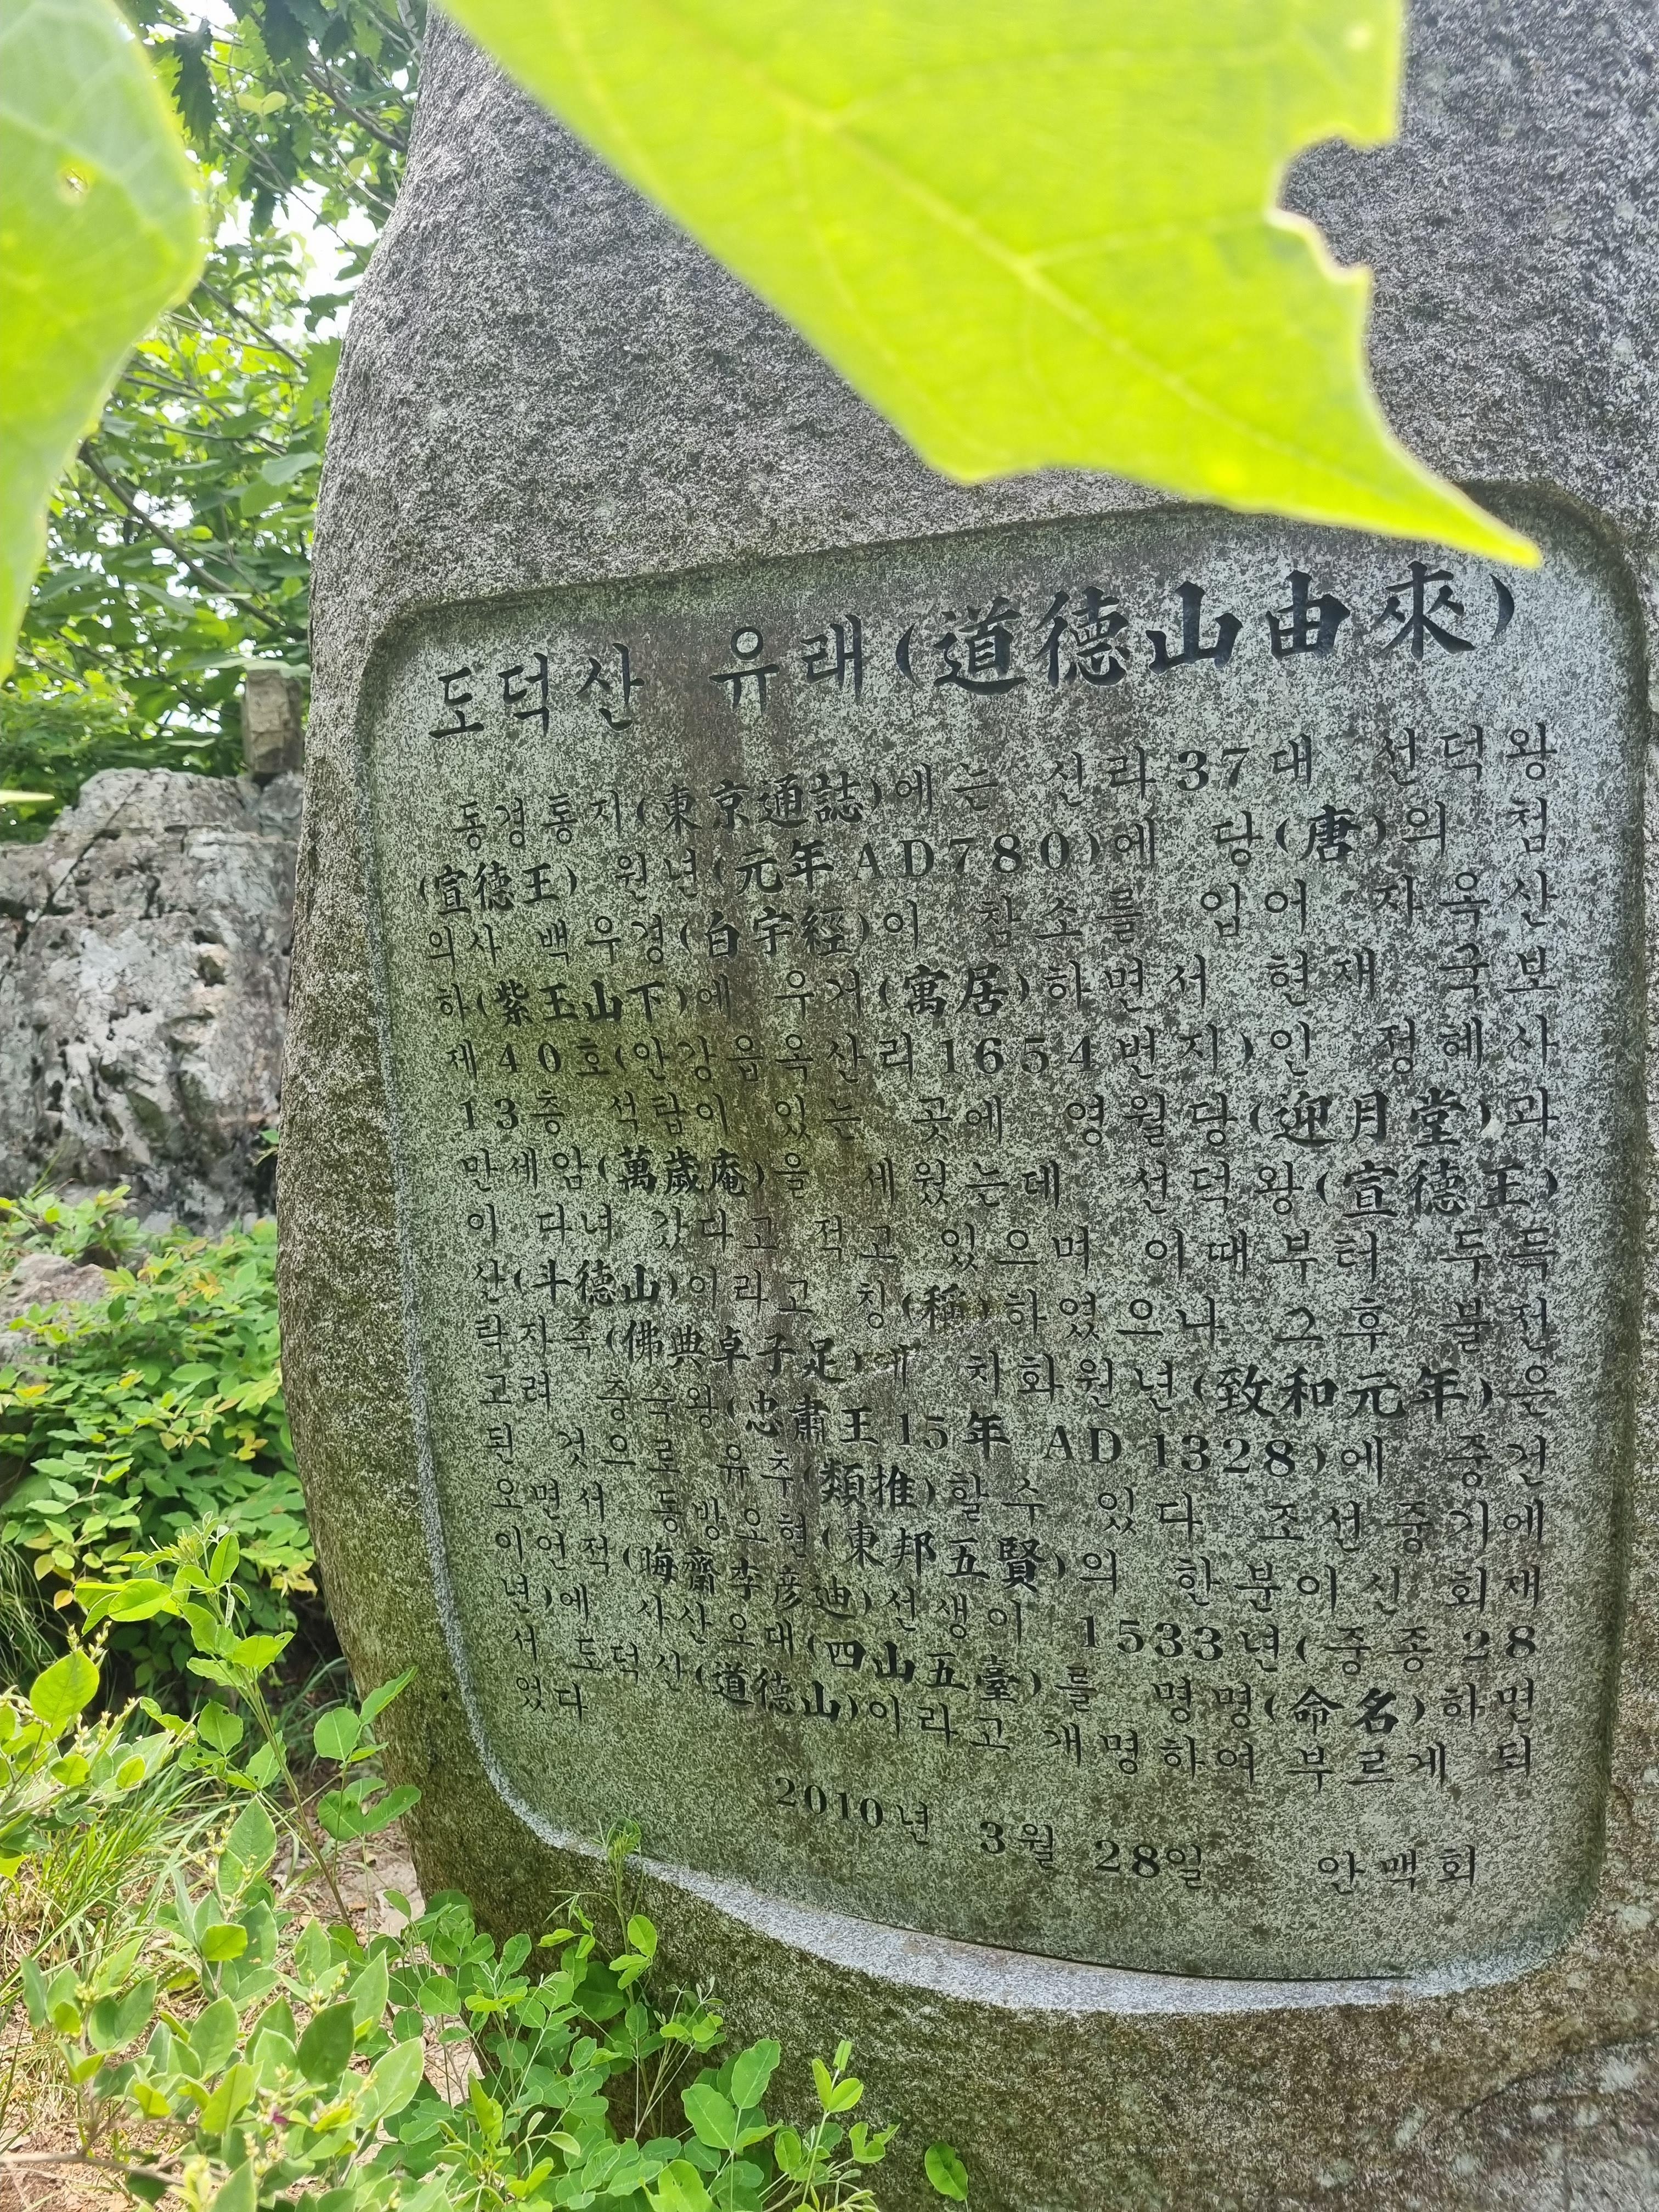 도덕산 유래(道德山由來)
동경통지(東京通誌)에는 신라37대 선덕왕
(宣德王) 원년(元年AD780)에 당(唐)의 첨
의사 백우경(白宇經)이 참소를 입어 자옥산
하(紫玉山下)에 우거(寓居)하면서 현재 국보
제40호(안강읍옥산리1654번지)인 정혜사
13층 석탑이 있는 곳에 영월당(迎月堂)과
만세암(萬歲庵)을 세웠는데 선덕왕(宣德王)
이 다녀 갔다고 적고 있으며 이때부터 두득
산(斗德山)이라고 칭(稱)하였으나 그후 불전
탁자족(佛典卓子足)에 치화원년(致和元年)은
고려 충숙왕(忠肅王15年 AD1328)에 중건
된 것으로 유추(類推)할수 있다 조선중기에
오면서 동방오현(東邦五賢)의 한분이신 회재
이언적(晦齋李彦迪)선생이 1533년(중종28
년)에 사산오대(四山五臺)를 명명(命名)하면
서 도덕산(道德山)이라고 개명하여 부르게 되
었다
2010년 3월 28일 안맥회